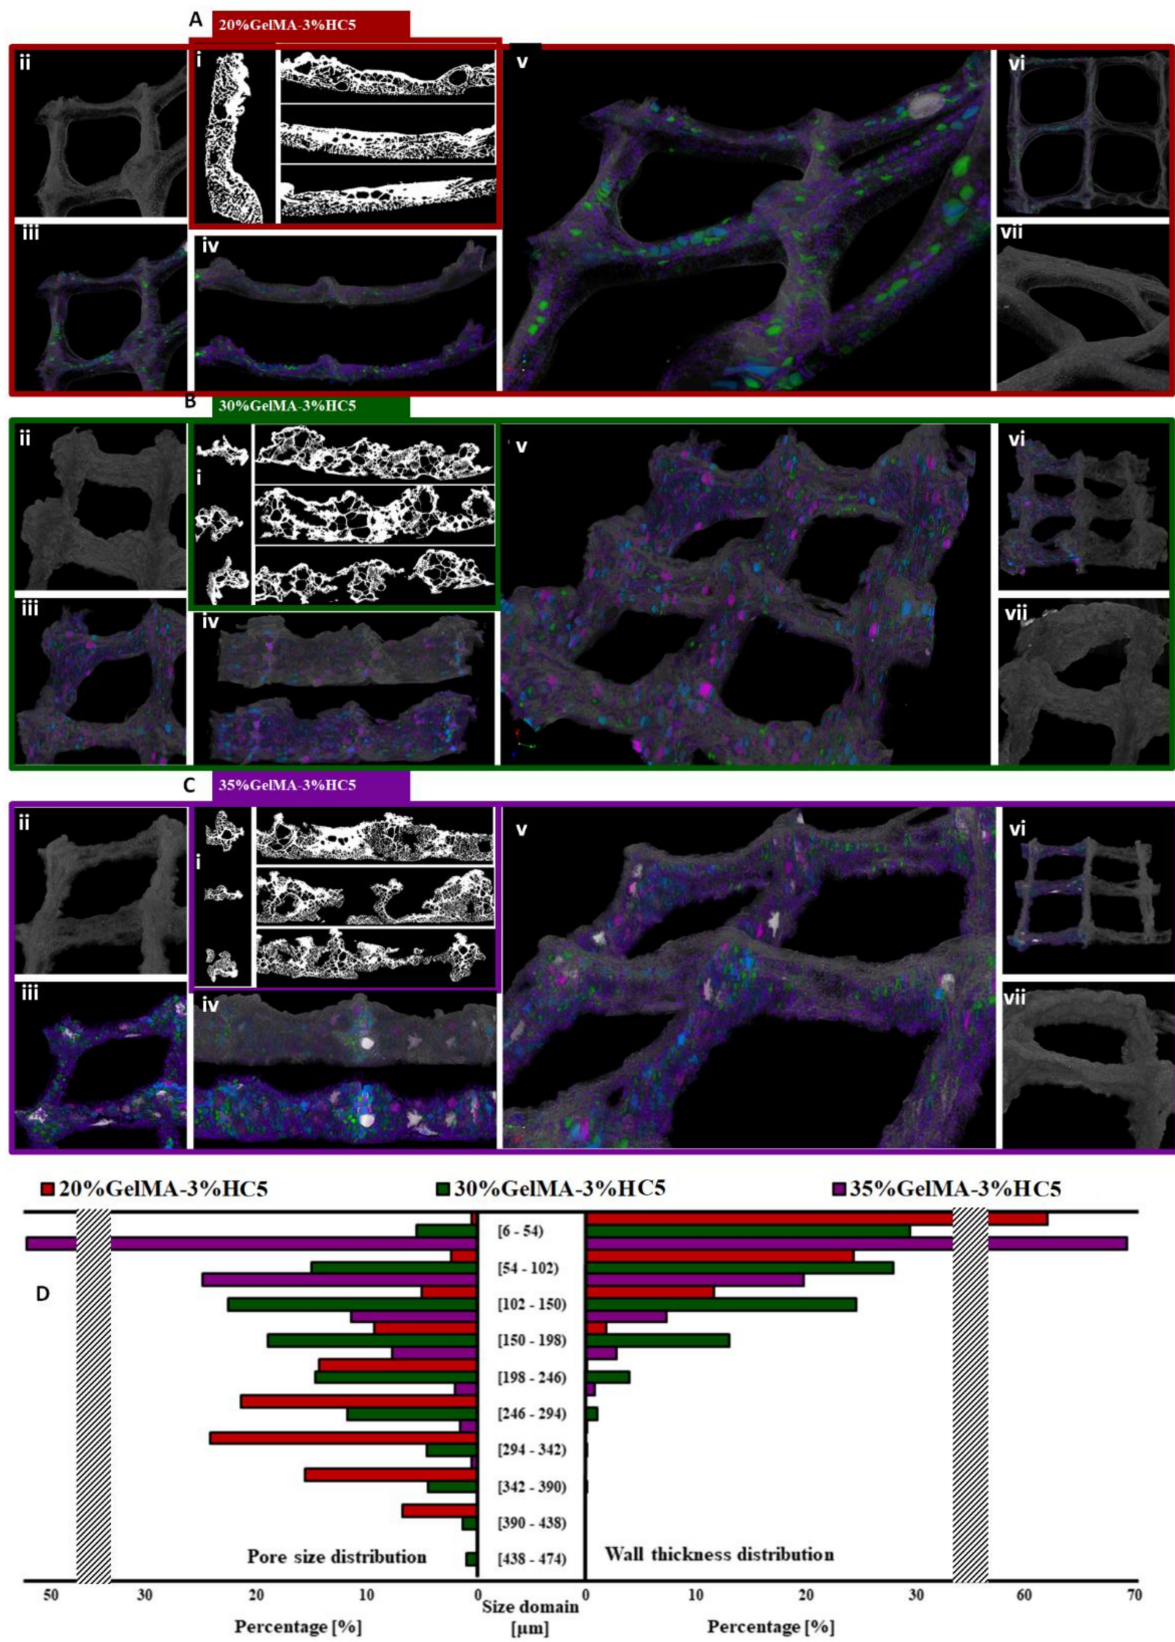 A
20%GelMA-3%HC5
ii
i
v
vi
iii
iv
vii
B
30%GelMA-3%HC5
ii
i
v
vi
iii
iv
vii
C
35%GelMA-3%HC5
ii
i
v
vi
iii
iv
vii
20%GelMA-3%HC5 30%GelMA-3%HC5 35%GelMA-3%HC5
D
[6 - 54)
[54 - 102)
[102 - 150)
[150 - 198)
[198 - 246)
[246 - 294)
[294 - 342)
[342 - 390)
[390 - 438)
[438 - 474)
Pore size distribution
Wall thickness distribution
50 30 20 10 0 Size domain 0 10 20 30 60 70
Percentage [%] [µm] Percentage [%]